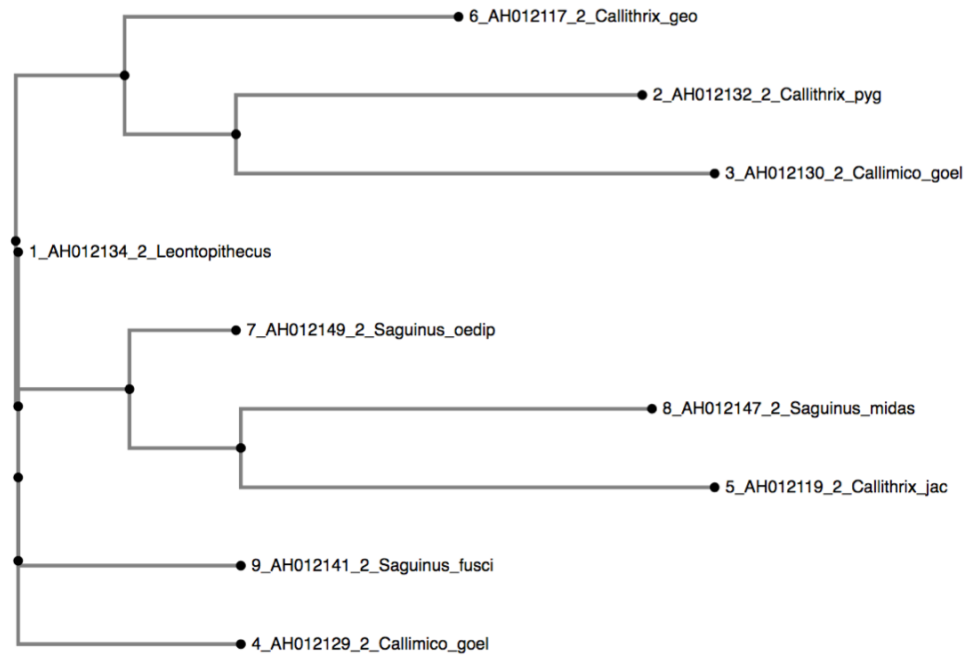 6_AH012117_2_Callithrix_geo
2_AH012132_2_Callithrix_pyg
3_AH012130_2_Callimico_goel
1_AH012134_2_Leontopithecus
7_AH012149_2_Saguinus_oedip
8_AH012147_2_Saguinus_midas
5_AH012119_2_Callithrix_jac
9_AH012141_2_Saguinus_fusci
4_AH012129_2_Callimico_goel